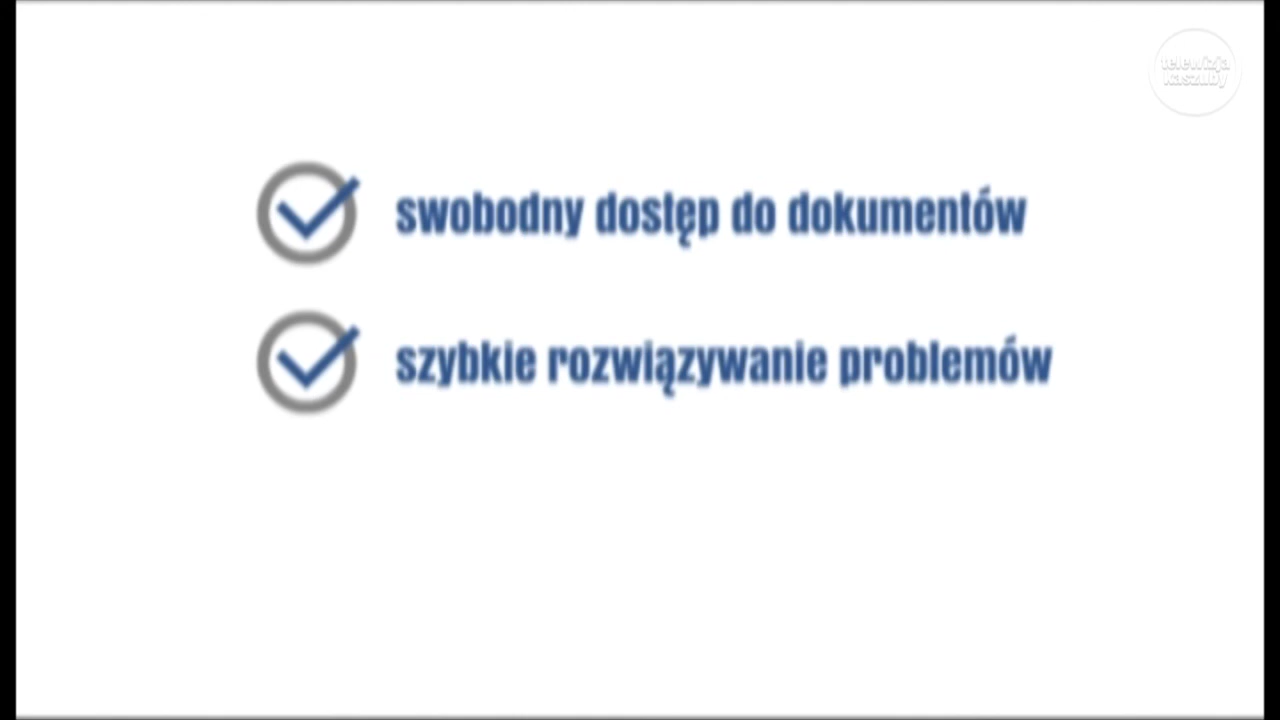 telewizja
kaszuby
swobodny dostęp do dokumentów
szybkie rozwiązywanie problemów